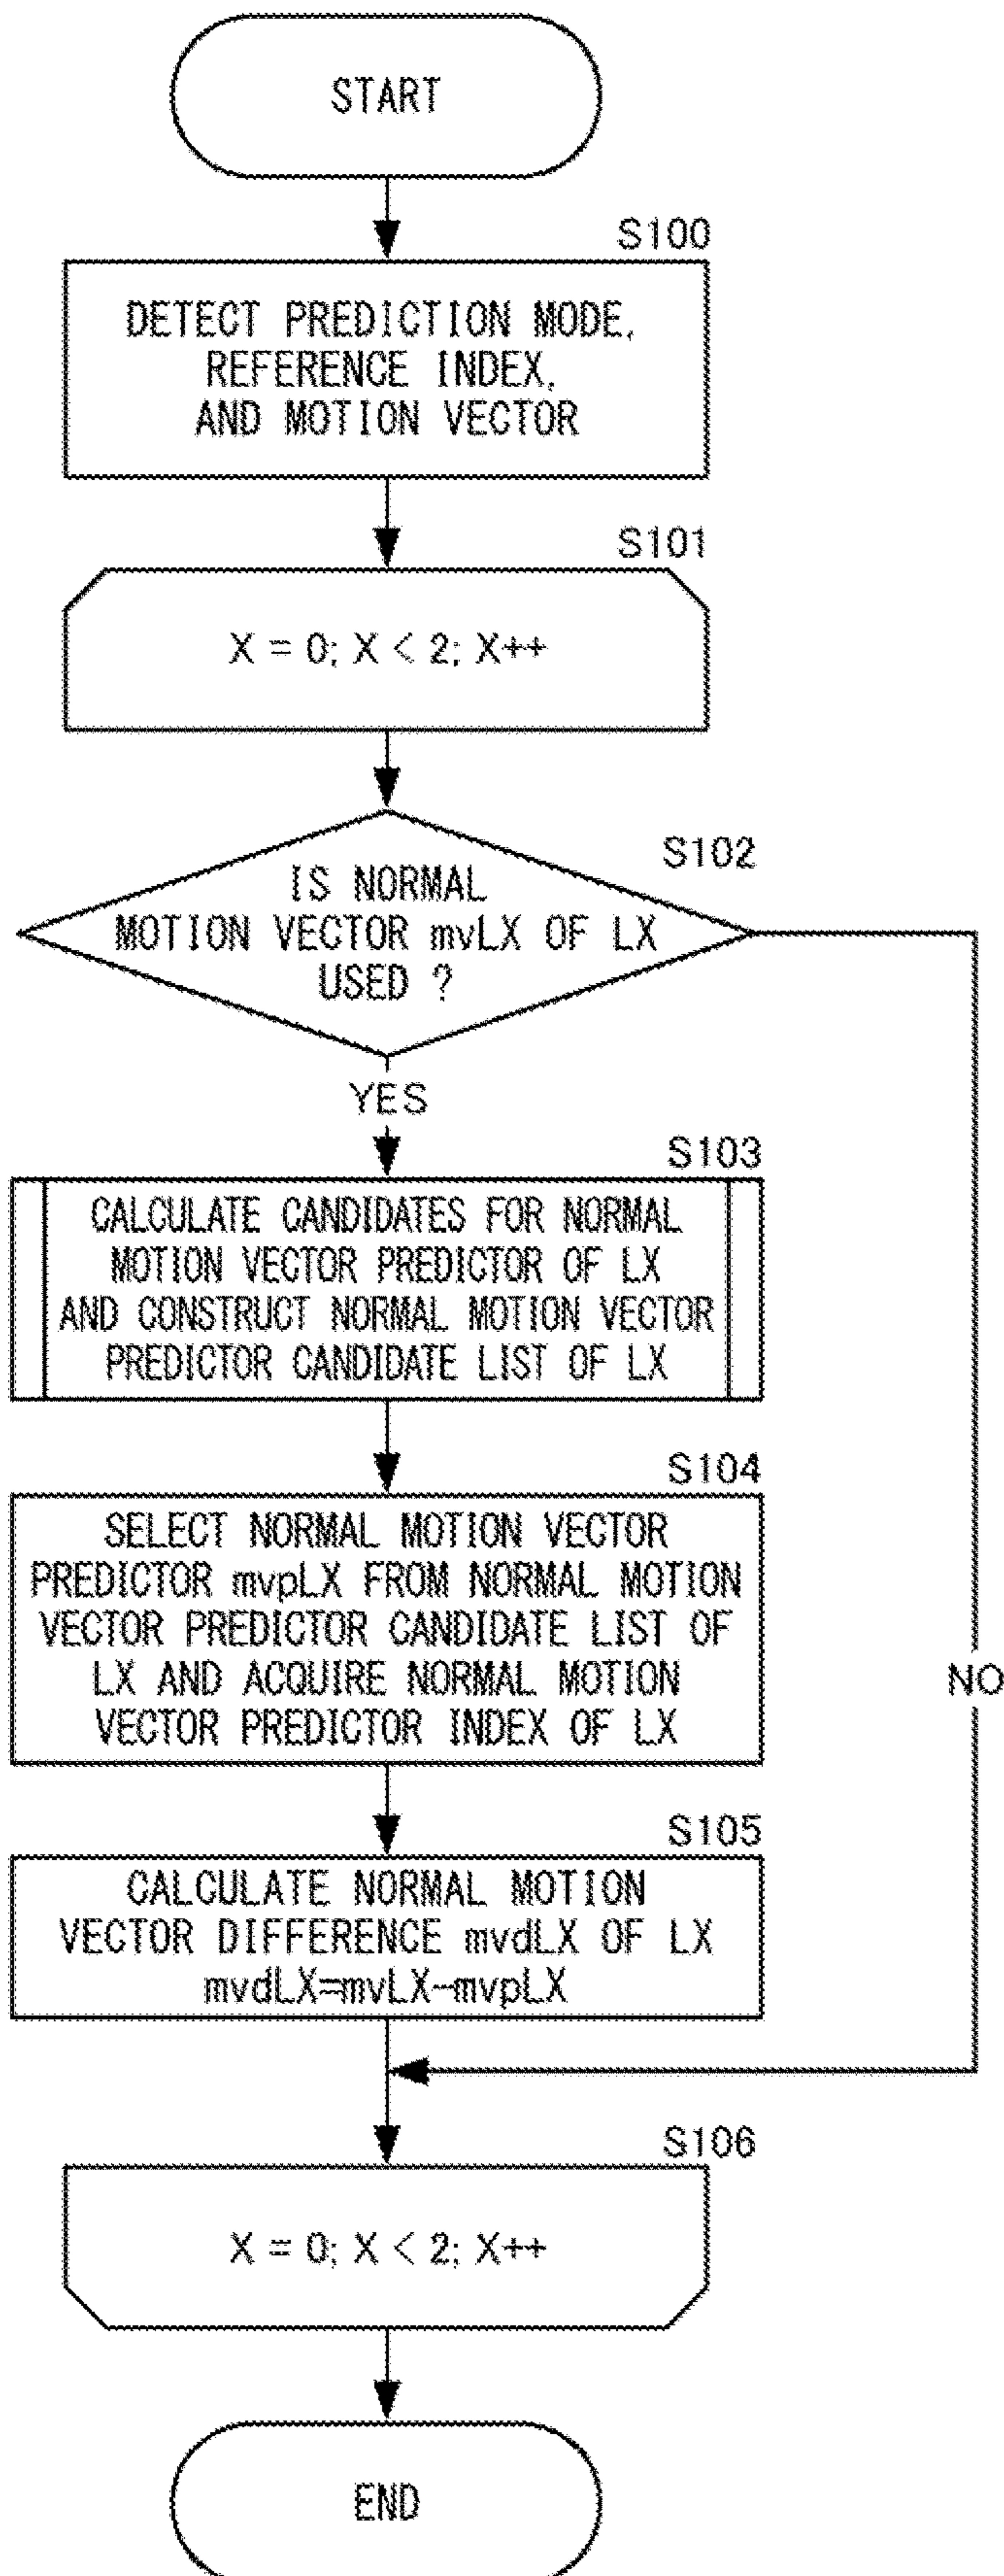 START
S100
DETECT PREDICTION MODE,
REFERENCE INDEX,
AND MOTION VECTOR
S101
X = 0; X < 2; X++
S102
IS NORMAL
MOTION VECTOR mvLX OF LX
USED ?
YES
S103
CALCULATE CANDIDATES FOR NORMAL
MOTION VECTOR PREDICTOR OF LX
AND CONSTRUCT NORMAL MOTION VECTOR
PREDICTOR CANDIDATE LIST OF LX
S104
SELECT NORMAL MOTION VECTOR
PREDICTOR mvpLX FROM NORMAL MOTION
VECTOR PREDICTOR CANDIDATE LIST OF
LX AND ACQUIRE NORMAL MOTION
VECTOR PREDICTOR INDEX OF LX
NO
S105
CALCULATE NORMAL MOTION
VECTOR DIFFERENCE mvdLX OF LX
mvdLX=mvLX-mvpLX
S106
X = 0; X < 2; X++
END